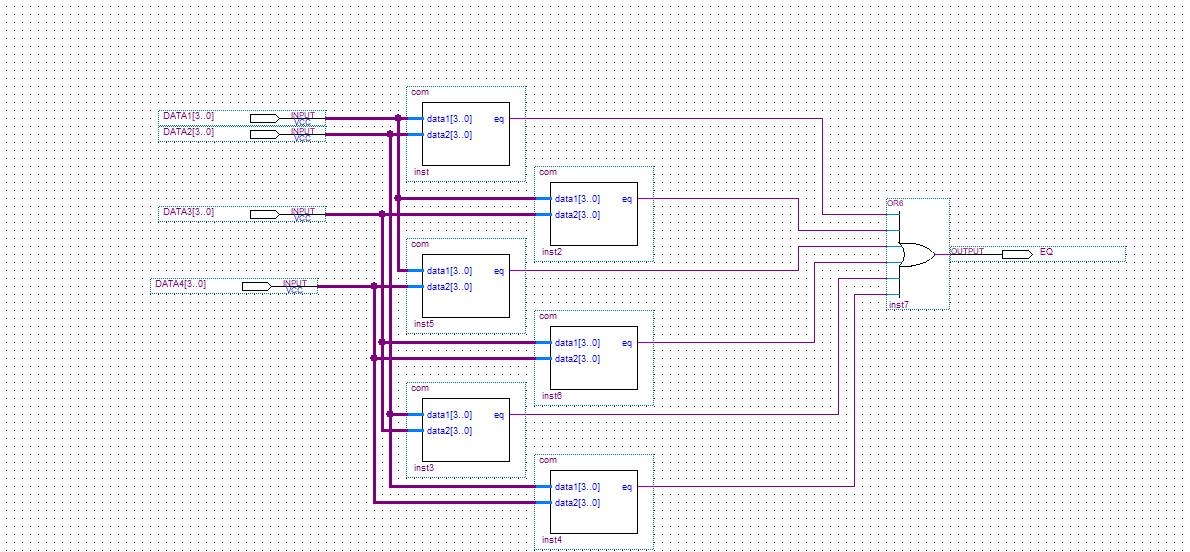 com
DATA1[3..0] INPUT VCC data1[3..0] eq
DATA2[3..0] INPUT VCC data2[3..0]
inst
com
data1[3..0] eq
DATA3[3..0] INPUT VCC data2[3..0]
OR6
inst2
com
OUTPUT EQ
data1[3..0] eq
DATA4[3..0] INPUT VCC data2[3..0]
inst7
inst5
com
data1[3..0] eq
data2[3..0]
inst6
com
data1[3..0] eq
data2[3..0]
inst3
com
data1[3..0] eq
data2[3..0]
inst4